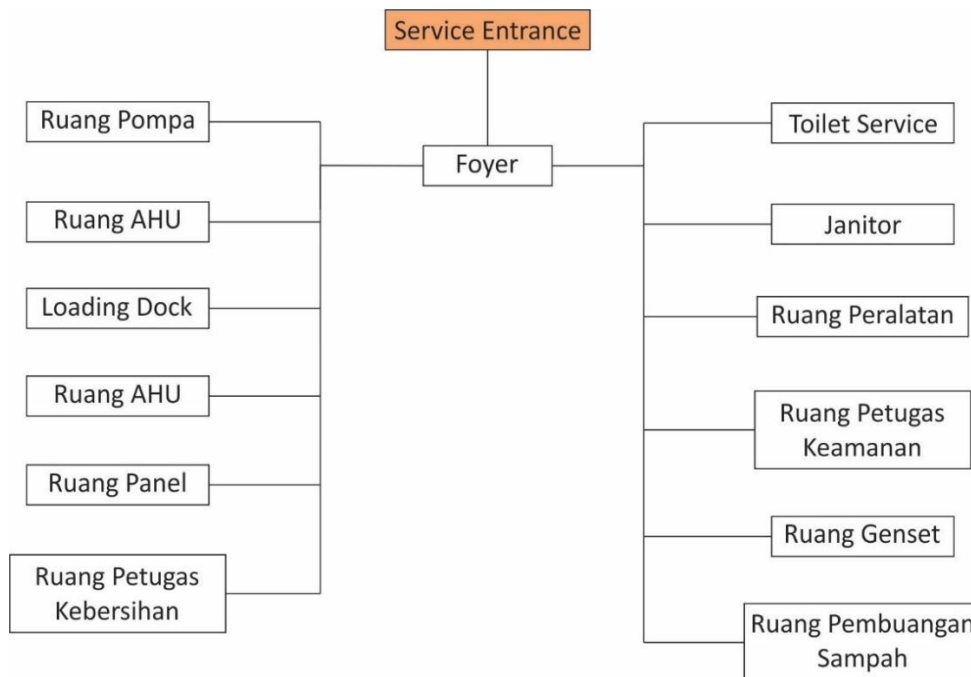 Service Entrance
Foyer
Ruang Pompa
Ruang AHU
Loading Dock
Ruang AHU
Ruang Panel
Ruang Petugas
Kebersihan
Toilet Service
Janitor
Ruang Peralatan
Ruang Petugas
Keamanan
Ruang Genset
Ruang Pembuangan
Sampah